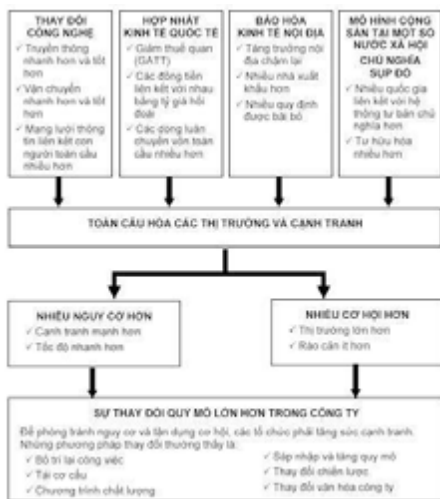 THAY ĐỔI
CÔNG NGHỆ
✓ Truyền thông
nhanh hơn và tốt
hơn
✓ Vận chuyển
nhanh hơn và tốt
hơn
✓ Mạng lưới thông
tin liên kết con
người toàn cầu
nhiều hơn
HỢP NHẤT
KINH TẾ QUỐC TẾ
✓ Giảm thuế quan
(GATT)
✓ Các đồng tiền
liên kết với nhau
bằng tỷ giá hối
đoái
✓ Các dòng luân
chuyển vốn toàn
cầu nhiều hơn
BÃO HÒA
KINH TẾ NỘI ĐỊA
✓ Tăng trưởng nội
địa chậm lại
✓ Nhiều nhà xuất
khẩu hơn
✓ Nhiều quy định
được bãi bỏ
MÔ HÌNH CỘNG
SẢN TẠI MỘT SỐ
NƯỚC XÃ HỘI
CHỦ NGHĨA
SỤP ĐỔ
✓ Nhiều quốc gia
liên kết với hệ
thống tư bản chủ
nghĩa hơn
✓ Tư hữu hóa
nhiều hơn
TOÀN CẦU HÓA CÁC THỊ TRƯỜNG VÀ CẠNH TRANH
NHIỀU NGUY CƠ HƠN
✓ Cạnh tranh mạnh hơn
✓ Tốc độ nhanh hơn
NHIỀU CƠ HỘI HƠN
✓ Thị trường lớn hơn
✓ Rào cản ít hơn
SỰ THAY ĐỔI QUY MÔ LỚN HƠN TRONG CÔNG TY
Để phòng tránh nguy cơ và tận dụng cơ hội, các tổ chức phải tăng sức cạnh tranh.
Những phương pháp thay đổi thường thấy là:
✓ Bố trí lại công việc
✓ Tái cơ cấu
✓ Chương trình chất lượng
✓ Sáp nhập và tăng quy mô
✓ Thay đổi chiến lược
✓ Thay đổi văn hóa công ty